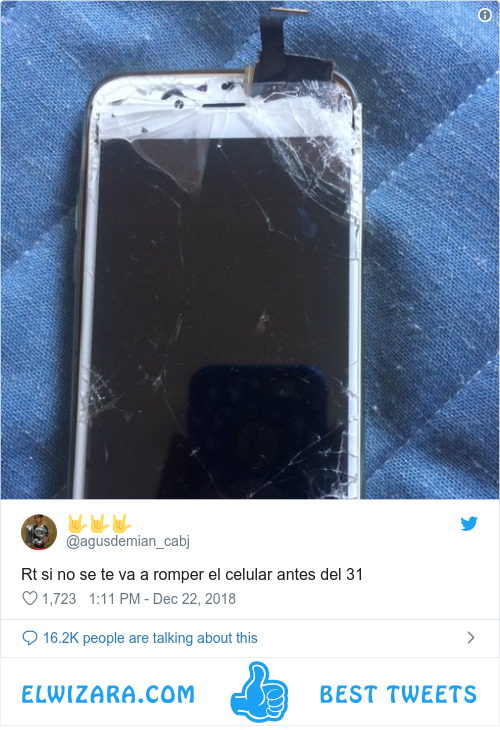 🤟🤟🤟
@agusdemian_cabj
Rt si no se te va a romper el celular antes del 31
1,723 1:11 PM - Dec 22, 2018
16.2K people are talking about this
ELWIZARA.COM BEST TWEETS